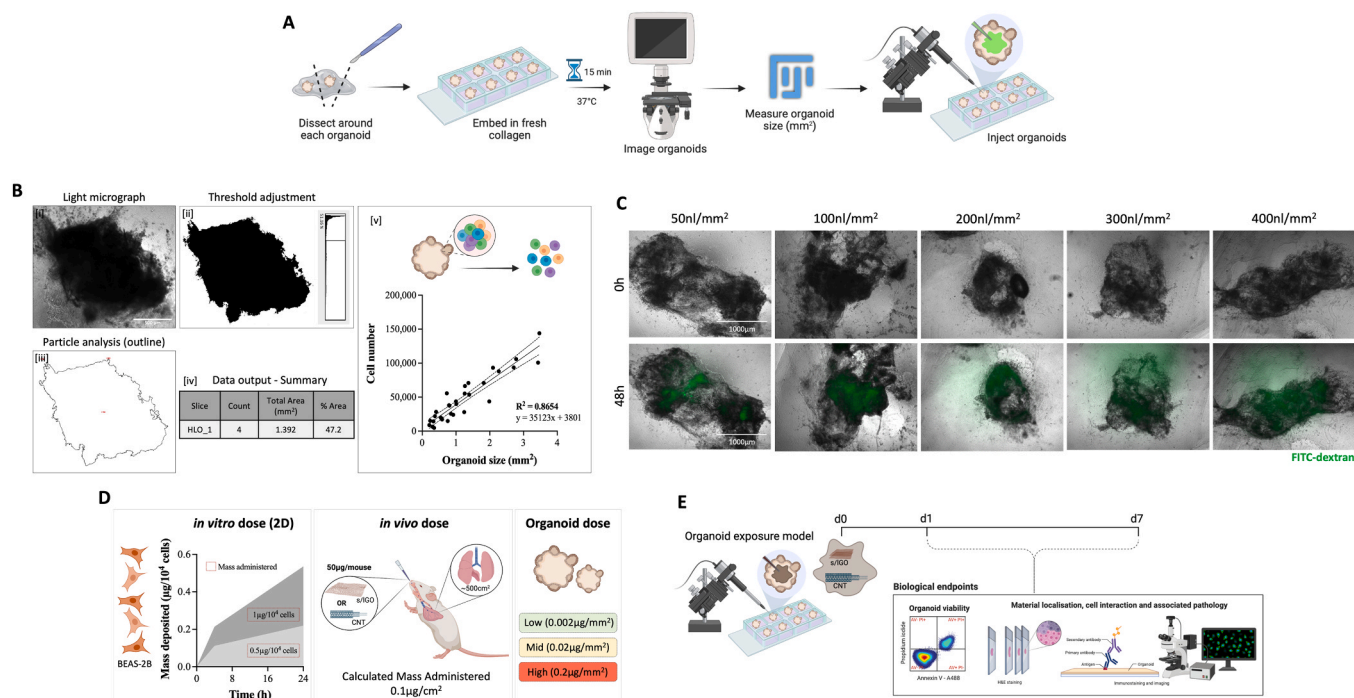 A
Dissect around
each organoid
Embed in fresh
collagen
15 min
37°C
Image organoids
Measure organoid
size (mm²)
Inject organoids
B
Light micrograph
[i]
Threshold adjustment
[ii]
Particle analysis (outline)
[iii]
[iv] Data output - Summary
Slice Count Total Area (mm²) % Area
HLO_1 4 1.392 47.2
[v]
Cell number
200,000
150,000
100,000
50,000
0
0 1 2 3 4
R² = 0.8654
y = 35123x + 3801
Organoid size (mm²)
C
50nl/mm² 100nl/mm² 200nl/mm² 300nl/mm² 400nl/mm²
0h
1000µm
48h
1000µm
FITC-dextran
D
in vitro dose (2D)
BEAS-2B
Mass deposited (µg/10⁴ cells)
0.6
0.4
0.2
0.0
Mass administered
1µg/10⁴ cells
0.5µg/10⁴ cells
0 4 24
Time (h)
in vivo dose
50µg/mouse
s/IGO
OR
CNT
~500cm²
Calculated Mass Administered
0.1µg/cm²
Organoid dose
Low (0.002µg/mm²)
Mid (0.02µg/mm²)
High (0.2µg/mm²)
E
Organoid exposure model
d0 d1 d7
s/IGO
CNT
Biological endpoints
Organoid viability
AV- PI+ AV+ PI+
Propidium iodide
Annexin V - A488
Material localisation, cell interaction and associated pathology
H&E staining
Secondary antibody
Primary antibody
Antigen
Organoid
Immunostaining and imaging